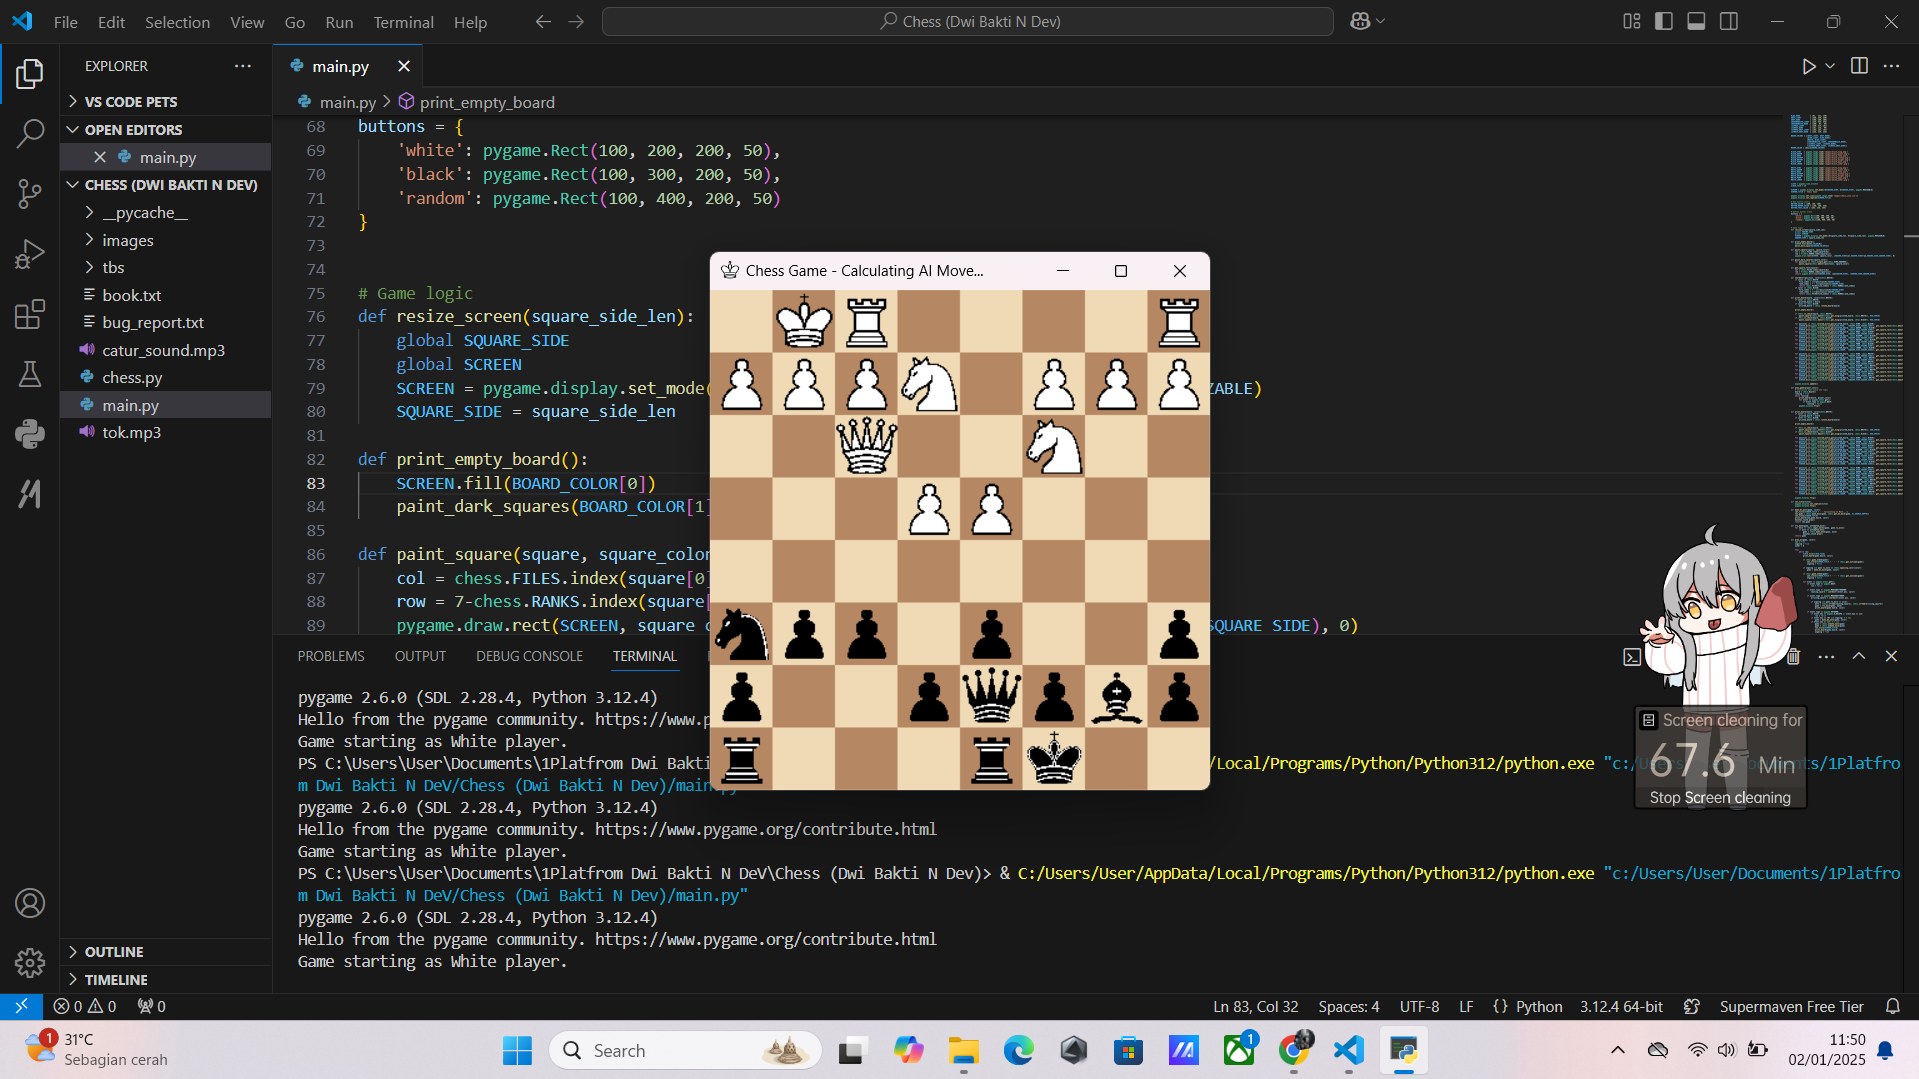 File Edit Selection View Go Run Terminal Help
Chess (Dwi Bakti N Dev)
EXPLORER
VS CODE PETS
OPEN EDITORS
main.py
CHESS (DWI BAKTI N DEV)
__pycache__
images
tbs
book.txt
bug_report.txt
catur_sound.mp3
chess.py
main.py
tok.mp3
OUTLINE
TIMELINE
main.py
main.py > print_empty_board
68 buttons = {
69 'white': pygame.Rect(100, 200, 200, 50),
70 'black': pygame.Rect(100, 300, 200, 50),
71 'random': pygame.Rect(100, 400, 200, 50)
72 }
73
74
75 # Game logic
76 def resize_screen(square_side_len):
77 global SQUARE_SIDE
78 global SCREEN
79 SCREEN = pygame.display.set_mode( ZABLE)
80 SQUARE_SIDE = square_side_len
81
82 def print_empty_board():
83 SCREEN.fill(BOARD_COLOR[0])
84 paint_dark_squares(BOARD_COLOR[1]
85
86 def paint_square(square, square_color
87 col = chess.FILES.index(square[0]
88 row = 7-chess.RANKS.index(square[
89 pygame.draw.rect(SCREEN, square_c SQUARE_SIDE), 0)
Chess Game - Calculating AI Move...
PROBLEMS OUTPUT DEBUG CONSOLE TERMINAL
pygame 2.6.0 (SDL 2.28.4, Python 3.12.4)
Hello from the pygame community. https://www.p
Game starting as White player.
PS C:\Users\User\Documents\1Platfrom Dwi Bakti /Local/Programs/Python/Python312/python.exe "c:/
m Dwi Bakti N DeV/Chess (Dwi Bakti N Dev)/main.py"
pygame 2.6.0 (SDL 2.28.4, Python 3.12.4)
Hello from the pygame community. https://www.pygame.org/contribute.html
Game starting as White player.
PS C:\Users\User\Documents\1Platfrom Dwi Bakti N DeV\Chess (Dwi Bakti N Dev)> & C:/Users/User/AppData/Local/Programs/Python/Python312/python.exe "c:/Users/User/Documents/1Platfro
m Dwi Bakti N DeV/Chess (Dwi Bakti N Dev)/main.py"
pygame 2.6.0 (SDL 2.28.4, Python 3.12.4)
Hello from the pygame community. https://www.pygame.org/contribute.html
Game starting as White player.
Screen cleaning for
67.6 Min
Stop Screen cleaning
0 0 0
Ln 83, Col 32 Spaces: 4 UTF-8 LF {} Python 3.12.4 64-bit Supermaven Free Tier
1
31°C
Sebagian cerah
Search
1
11:50
02/01/2025